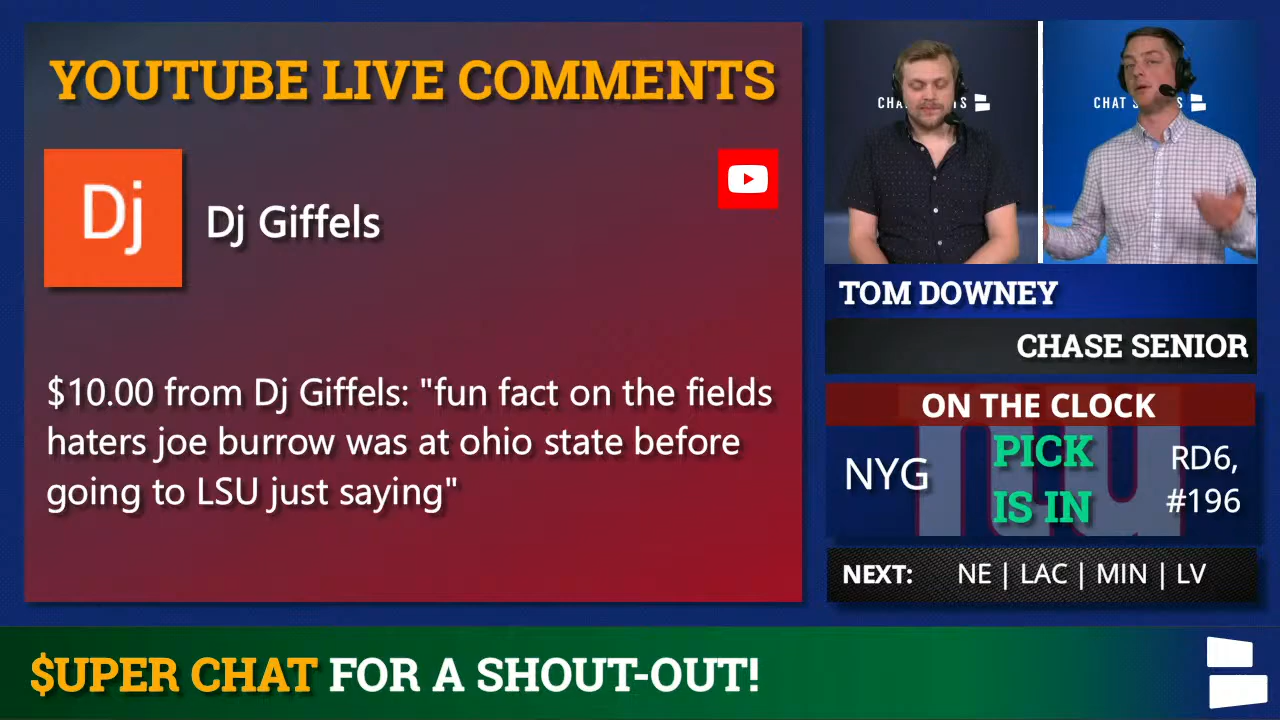 YOUTUBE LIVE COMMENTS
Dj
Dj Giffels
$10.00 from Dj Giffels: "fun fact on the fields
haters joe burrow was at ohio state before
going to LSU just saying"
CHAT SPORTS
TOM DOWNEY
CHASE SENIOR
ON THE CLOCK
NYG
PICK
IS IN
RD6,
#196
NEXT: NE | LAC | MIN | LV
$UPER CHAT FOR A SHOUT-OUT!